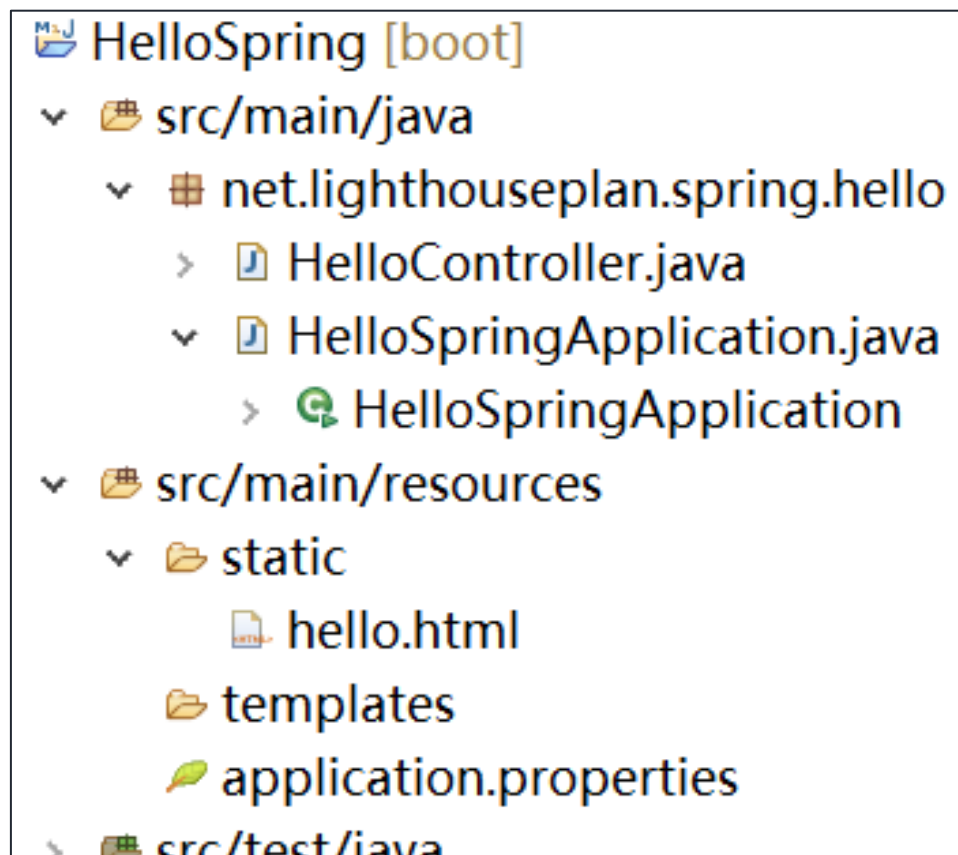 HelloSpring [boot]
src/main/java
net.lighthouseplan.spring.hello
HelloController.java
HelloSpringApplication.java
HelloSpringApplication
src/main/resources
static
hello.html
templates
application.properties
src/test/java